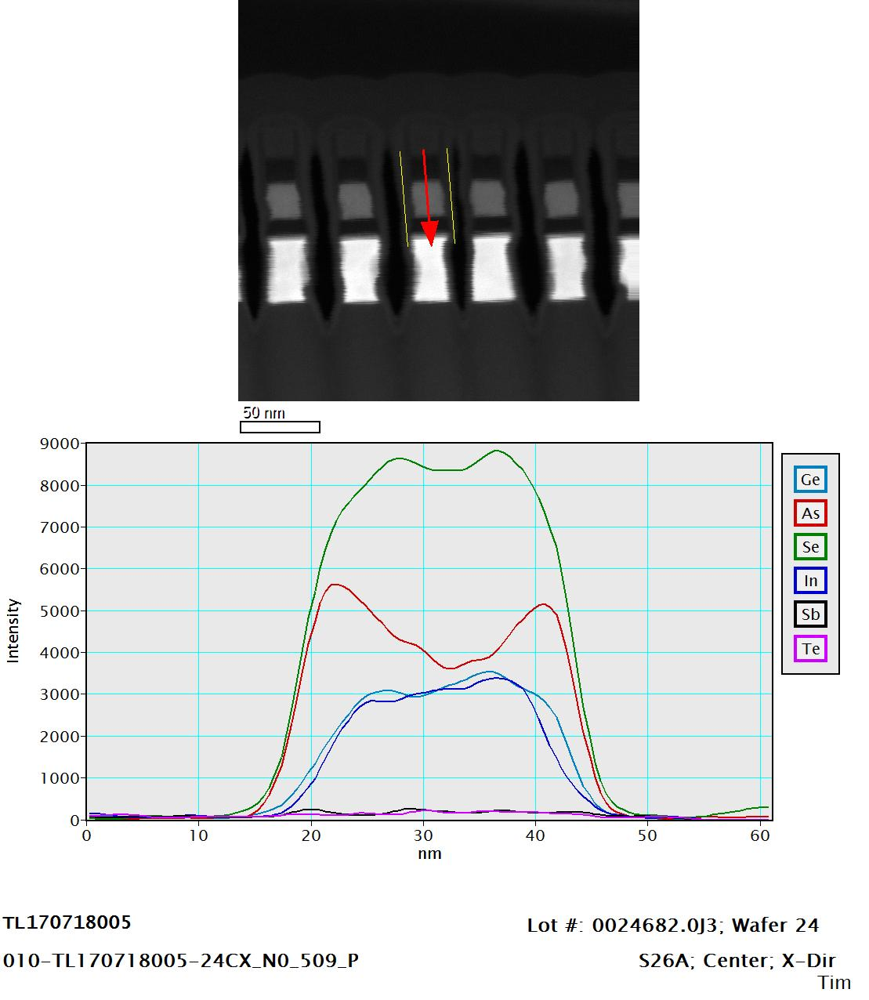 50 nm
9000
8000
7000
6000
5000
4000
3000
2000
1000
0
Intensity
0 10 20 30 40 50 60
nm
Ge
As
Se
In
Sb
Te
TL170718005
Lot #: 0024682.0J3; Wafer 24
010-TL170718005-24CX_N0_509_P
S26A; Center; X-Dir
Tim